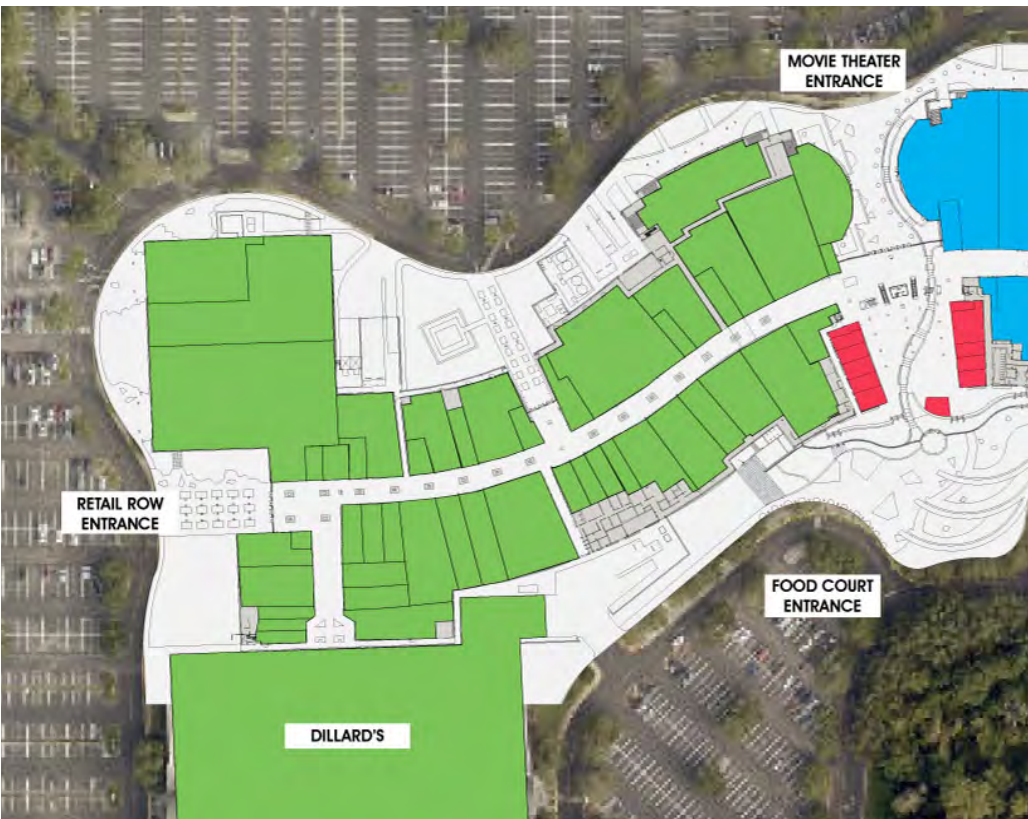 MOVIE THEATER
ENTRANCE
RETAIL ROW
ENTRANCE
FOOD COURT
ENTRANCE
DILLARD'S